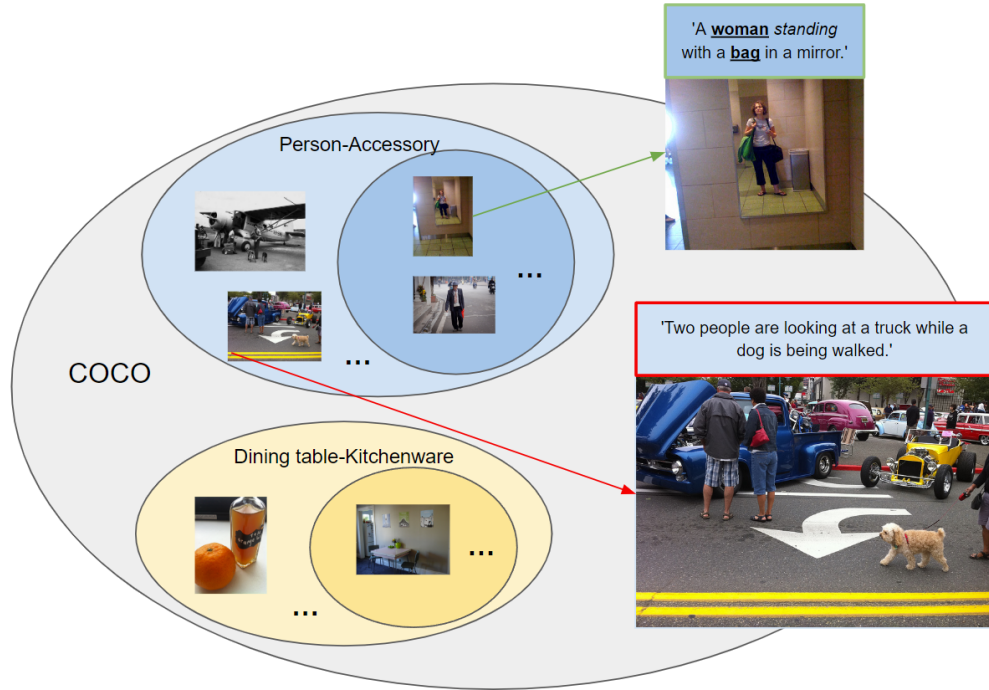 'A woman standing
with a bag in a mirror.'
Person-Accessory
...
...
'Two people are looking at a truck while a
dog is being walked.'
COCO
Dining table-Kitchenware
...
...